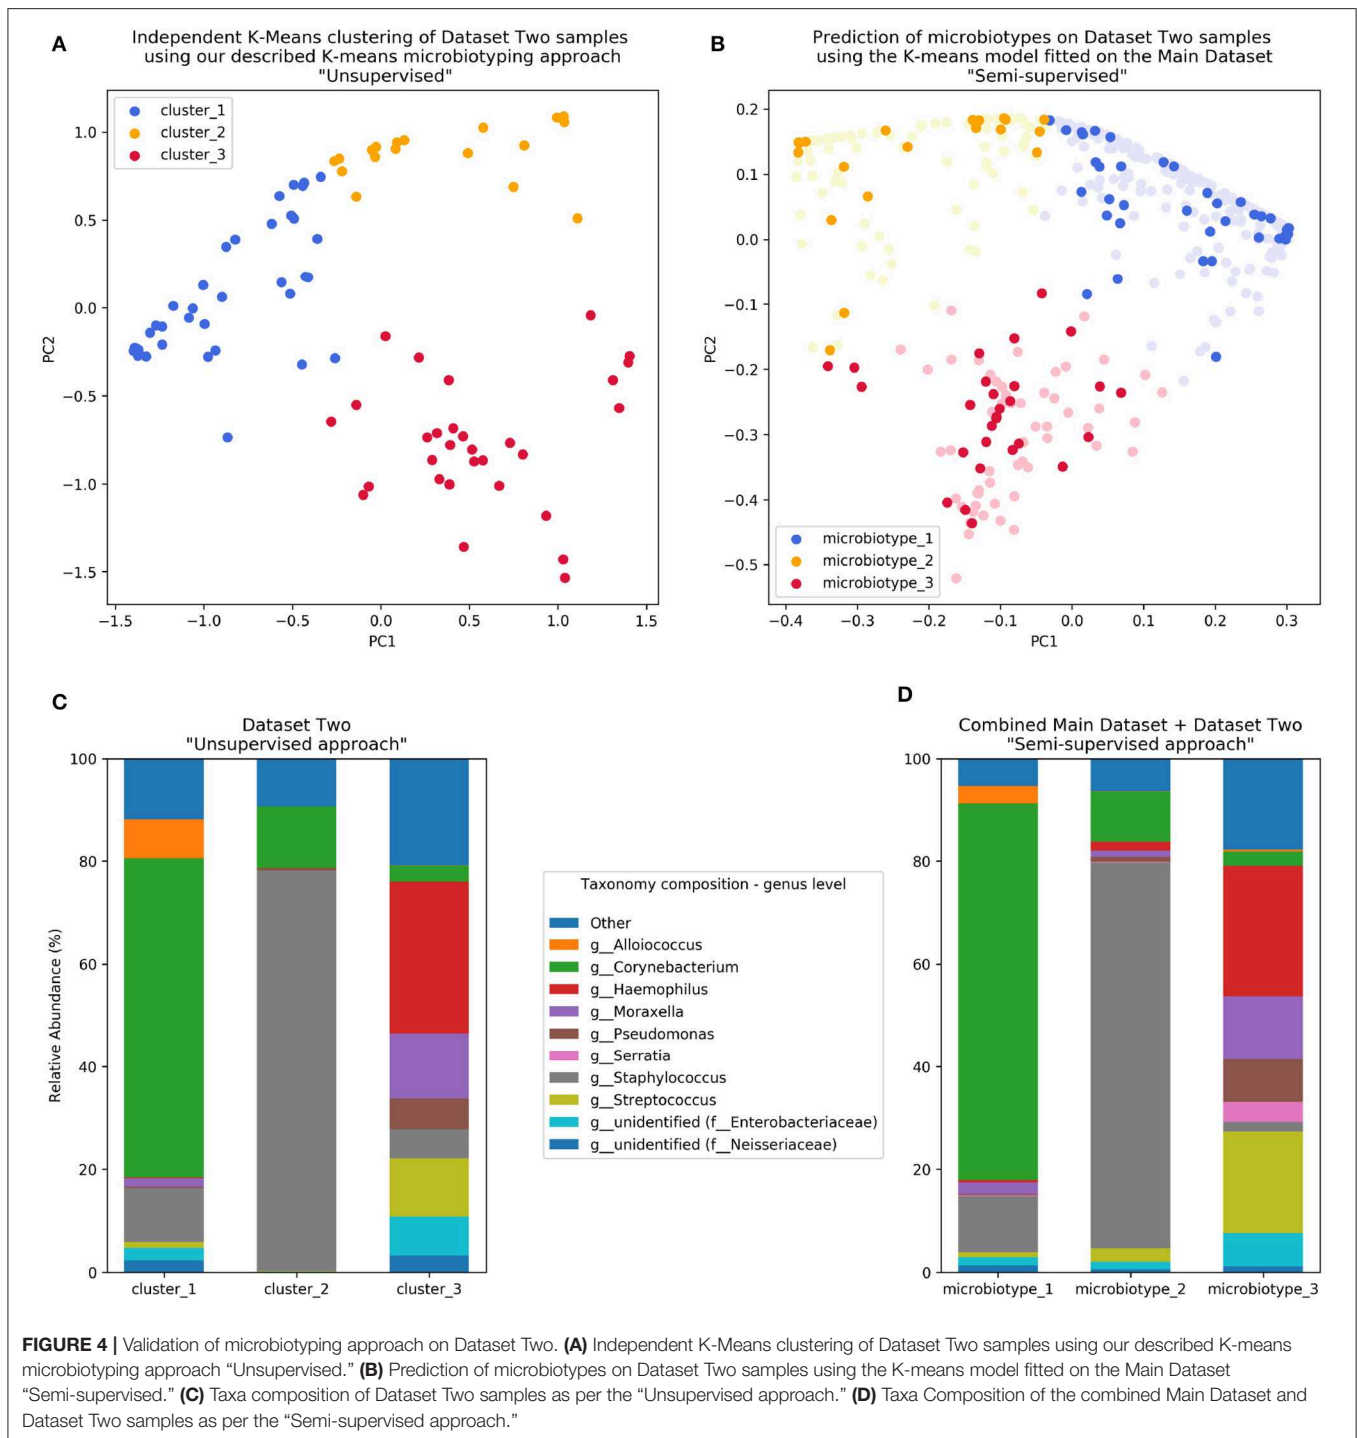 A
Independent K-Means clustering of Dataset Two samples
using our described K-means microbiotyping approach
"Unsupervised"
cluster_1
cluster_2
cluster_3
1.0
0.5
0.0
−0.5
−1.0
−1.5
PC2
−1.5 −1.0 −0.5 0.0 0.5 1.0 1.5
PC1
B
Prediction of microbiotypes on Dataset Two samples
using the K-means model fitted on the Main Dataset
"Semi-supervised"
0.2
0.1
0.0
−0.1
−0.2
−0.3
−0.4
−0.5
PC2
microbiotype_1
microbiotype_2
microbiotype_3
−0.4 −0.3 −0.2 −0.1 0.0 0.1 0.2 0.3
PC1
C
Dataset Two
"Unsupervised approach"
100
80
60
40
20
0
Relative Abundance (%)
cluster_1 cluster_2 cluster_3
Taxonomy composition - genus level
Other
g__Alloiococcus
g__Corynebacterium
g__Haemophilus
g__Moraxella
g__Pseudomonas
g__Serratia
g__Staphylococcus
g__Streptococcus
g__unidentified (f__Enterobacteriaceae)
g__unidentified (f__Neisseriaceae)
D
Combined Main Dataset + Dataset Two
"Semi-supervised approach"
100
80
60
40
20
0
microbiotype_1 microbiotype_2 microbiotype_3
FIGURE 4 | Validation of microbiotyping approach on Dataset Two. (A) Independent K-Means clustering of Dataset Two samples using our described K-means
microbiotyping approach “Unsupervised.” (B) Prediction of microbiotypes on Dataset Two samples using the K-means model fitted on the Main Dataset
“Semi-supervised.” (C) Taxa composition of Dataset Two samples as per the “Unsupervised approach.” (D) Taxa Composition of the combined Main Dataset and
Dataset Two samples as per the “Semi-supervised approach.”